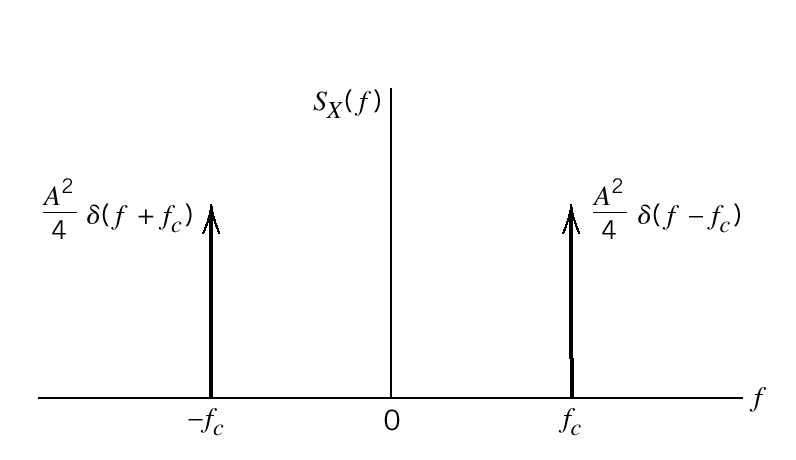 S_X(f)
A^2/4 δ(f + f_c)
A^2/4 δ(f − f_c)
−f_c 0 f_c f